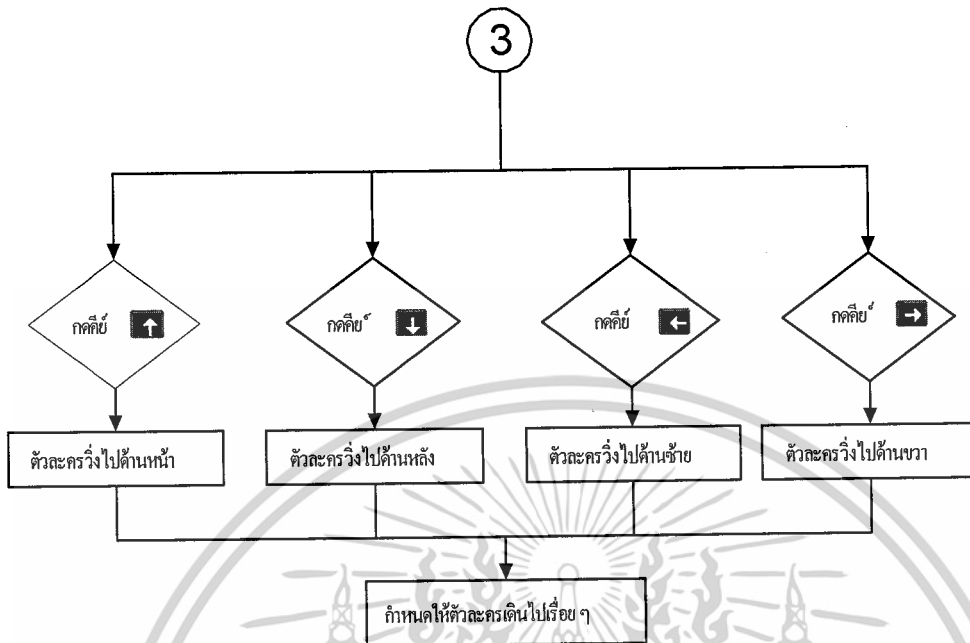 3
กดคีย์ ↑
กดคีย์ ↓
กดคีย์ ←
กดคีย์ →
ตัวละครวิ่งไปด้านหน้า
ตัวละครวิ่งไปด้านหลัง
ตัวละครวิ่งไปด้านซ้าย
ตัวละครวิ่งไปด้านขวา
กำหนดให้ตัวละครเดินไปเรื่อย ๆ